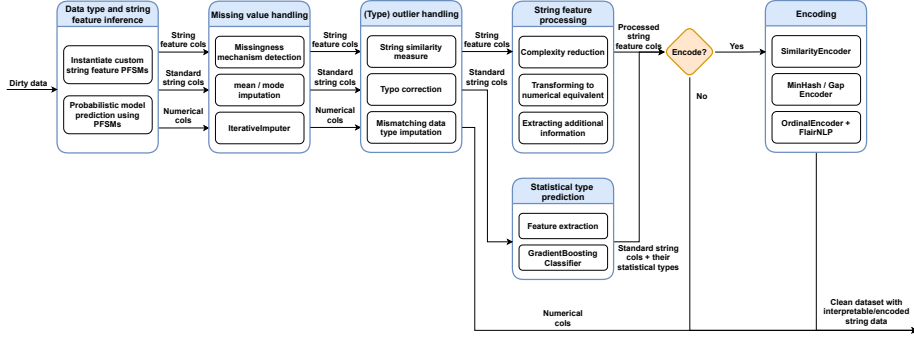 Data type and string
feature inference
Missing value handling
(Type) outlier handling
String feature
processing
Encoding
Dirty data
Instantiate custom
string feature PFSMs
Probabilistic model
prediction using
PFSMs
String
feature cols
Standard
string cols
Numerical
cols
Missingness
mechanism detection
mean / mode
imputation
IterativeImputer
String
feature cols
Standard
string cols
Numerical
cols
String similarity
measure
Typo correction
Mismatching data
type imputation
String
feature cols
Standard
string cols
Complexity reduction
Transforming to
numerical equivalent
Extracting additional
information
Processed
string
feature cols
Encode?
Yes
No
SimilarityEncoder
MinHash / Gap
Encoder
OrdinalEncoder +
FlairNLP
Statistical type
prediction
Feature extraction
GradientBoosting
Classifier
Standard string
cols + their
statistical types
Numerical
cols
Clean dataset with
interpretable/encoded
string data